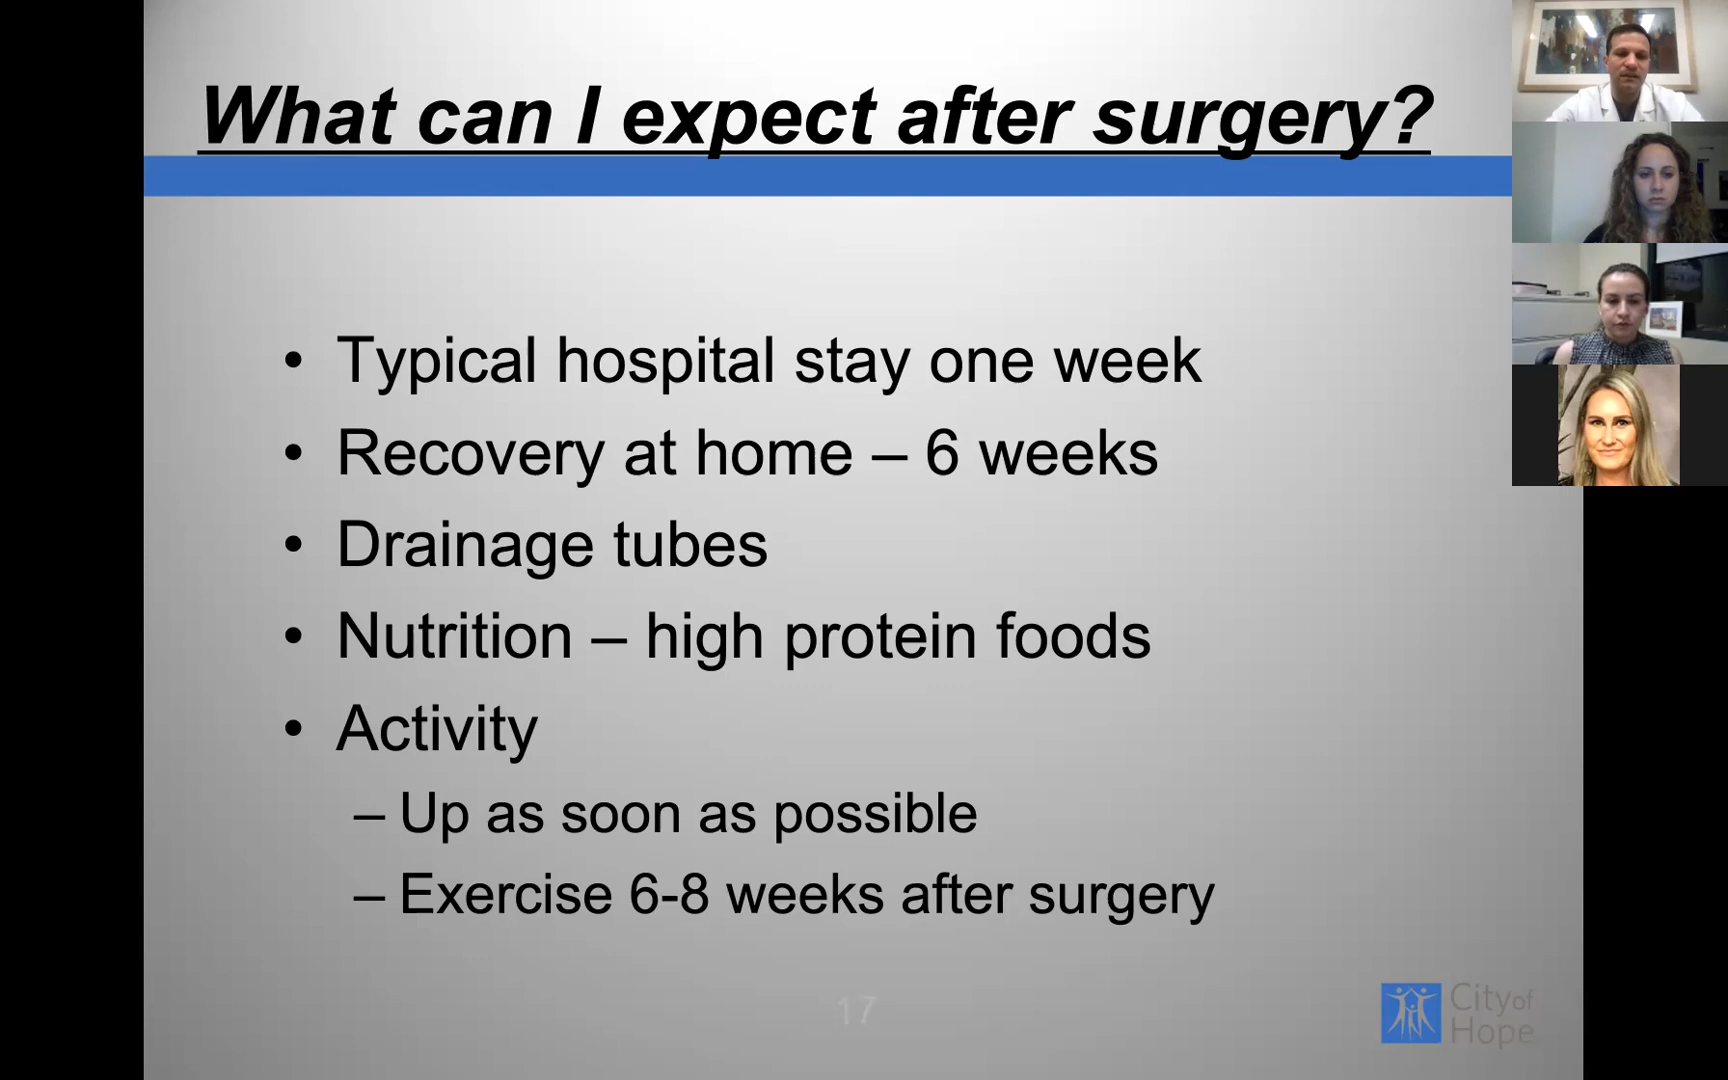 What can I expect after surgery?
• Typical hospital stay one week
• Recovery at home – 6 weeks
• Drainage tubes
• Nutrition – high protein foods
• Activity
– Up as soon as possible
– Exercise 6-8 weeks after surgery
17
City of
Hope